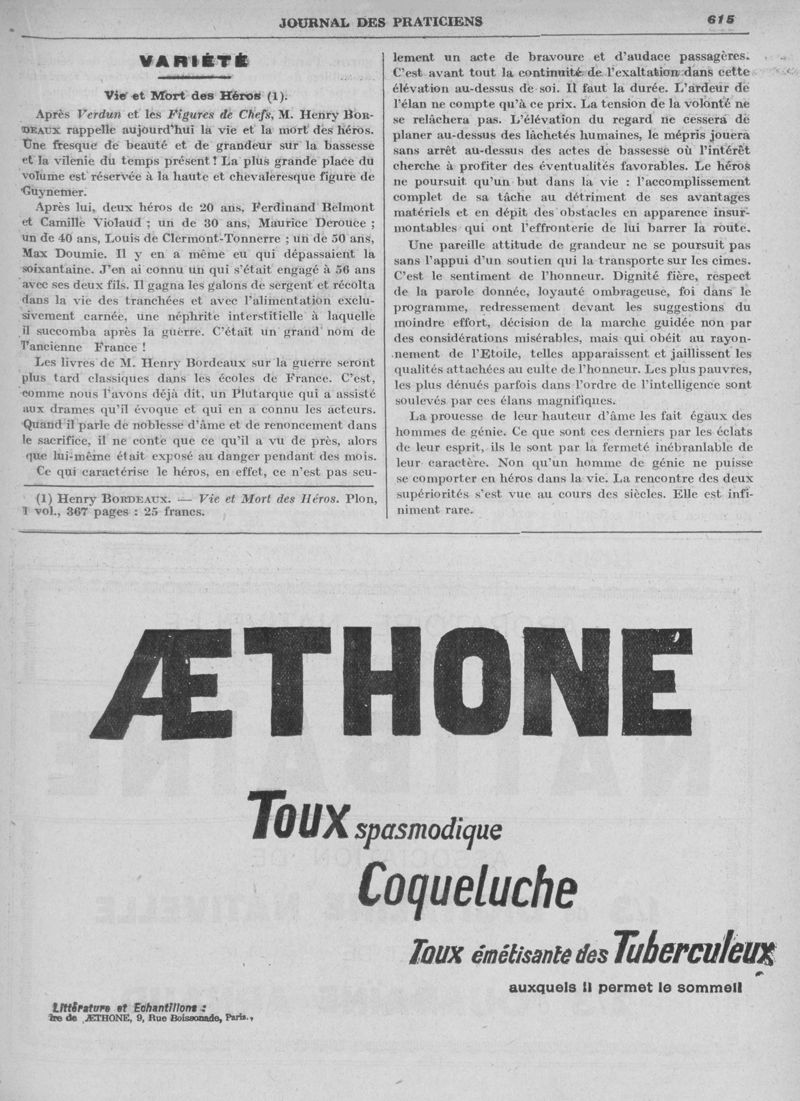 JOURNAL DES PRATICIENS 615
VARIÉTÉ
Vie et Mort des Héros (1).
Après Verdun et les Figures de Chefs, M. Henry Bor-
deaux rappelle aujourd'hui la vie et la mort des héros.
Une fresque de beauté et de grandeur sur la bassesse
et la vilenie du temps présent ! La plus grande place du
volume est réservée à la haute et chevaleresque figure de
Guynemer.
Après lui, deux héros de 20 ans, Ferdinand Belmont
et Camille Violaud ; un de 30 ans, Maurice Derouce ;
un de 40 ans, Louis de Clermont-Tonnerre ; un de 50 ans,
Max Doumie. Il y en a même eu qui dépassaient la
soixantaine. J'en ai connu un qui s'était engagé à 56 ans
avec ses deux fils. Il gagna les galons de sergent et récolta
dans la vie des tranchées et avec l'alimentation exclu-
sivement carnée, une néphrite interstitielle à laquelle
il succomba après la guerre. C'était un grand nom de
l'ancienne France !
Les livres de M. Henry Bordeaux sur la guerre seront
plus tard classiques dans les écoles de France. C'est,
comme nous l'avons déjà dit, un Plutarque qui a assisté
aux drames qu'il évoque et qui en a connu les acteurs.
Quand il parle de noblesse d'âme et de renoncement dans
le sacrifice, il ne conte que ce qu'il a vu de près, alors
que lui-même était exposé au danger pendant des mois.
Ce qui caractérise le héros, en effet, ce n'est pas seu-
(1) Henry Bordeaux. — Vie et Mort des Héros. Plon,
1 vol., 367 pages : 25 francs.
lement un acte de bravoure et d'audace passagères.
C'est avant tout la continuité de l'exaltation dans cette
élévation au-dessus de soi. Il faut la durée. L'ardeur de
l'élan ne compte qu'à ce prix. La tension de la volonté ne
se relâchera pas. L'élévation du regard ne cessera de
planer au-dessus des lâchetés humaines, le mépris jouera
sans arrêt au-dessus des actes de bassesse où l'intérêt
cherche à profiter des éventualités favorables. Le héros
ne poursuit qu'un but dans la vie : l'accomplissement
complet de sa tâche au détriment de ses avantages
matériels et en dépit des obstacles en apparence insur-
montables qui ont l'effronterie de lui barrer la route.
Une pareille attitude de grandeur ne se poursuit pas
sans l'appui d'un soutien qui la transporte sur les cimes.
C'est le sentiment de l'honneur. Dignité fière, respect
de la parole donnée, loyauté ombrageuse, foi dans le
programme, redressement devant les suggestions du
moindre effort, décision de la marche guidée non par
des considérations misérables, mais qui obéit au rayon-
nement de l'Etoile, telles apparaissent et jaillissent les
qualités attachées au culte de l'honneur. Les plus pauvres,
les plus dénués parfois dans l'ordre de l'intelligence sont
soulevés par ces élans magnifiques.
La prouesse de leur hauteur d'âme les fait égaux des
hommes de génie. Ce que sont ces derniers par les éclats
de leur esprit, ils le sont par la fermeté inébranlable de
leur caractère. Non qu'un homme de génie ne puisse
se comporter en héros dans la vie. La rencontre des deux
supériorités s'est vue au cours des siècles. Elle est infi-
niment rare.
ÆTHONE
Toux spasmodique
Coqueluche
Toux émétisante des Tuberculeux
auxquels il permet le sommeil
Littérature et Echantillons :
tre de ÆTHONE, 9, Rue Boissonade, Paris.